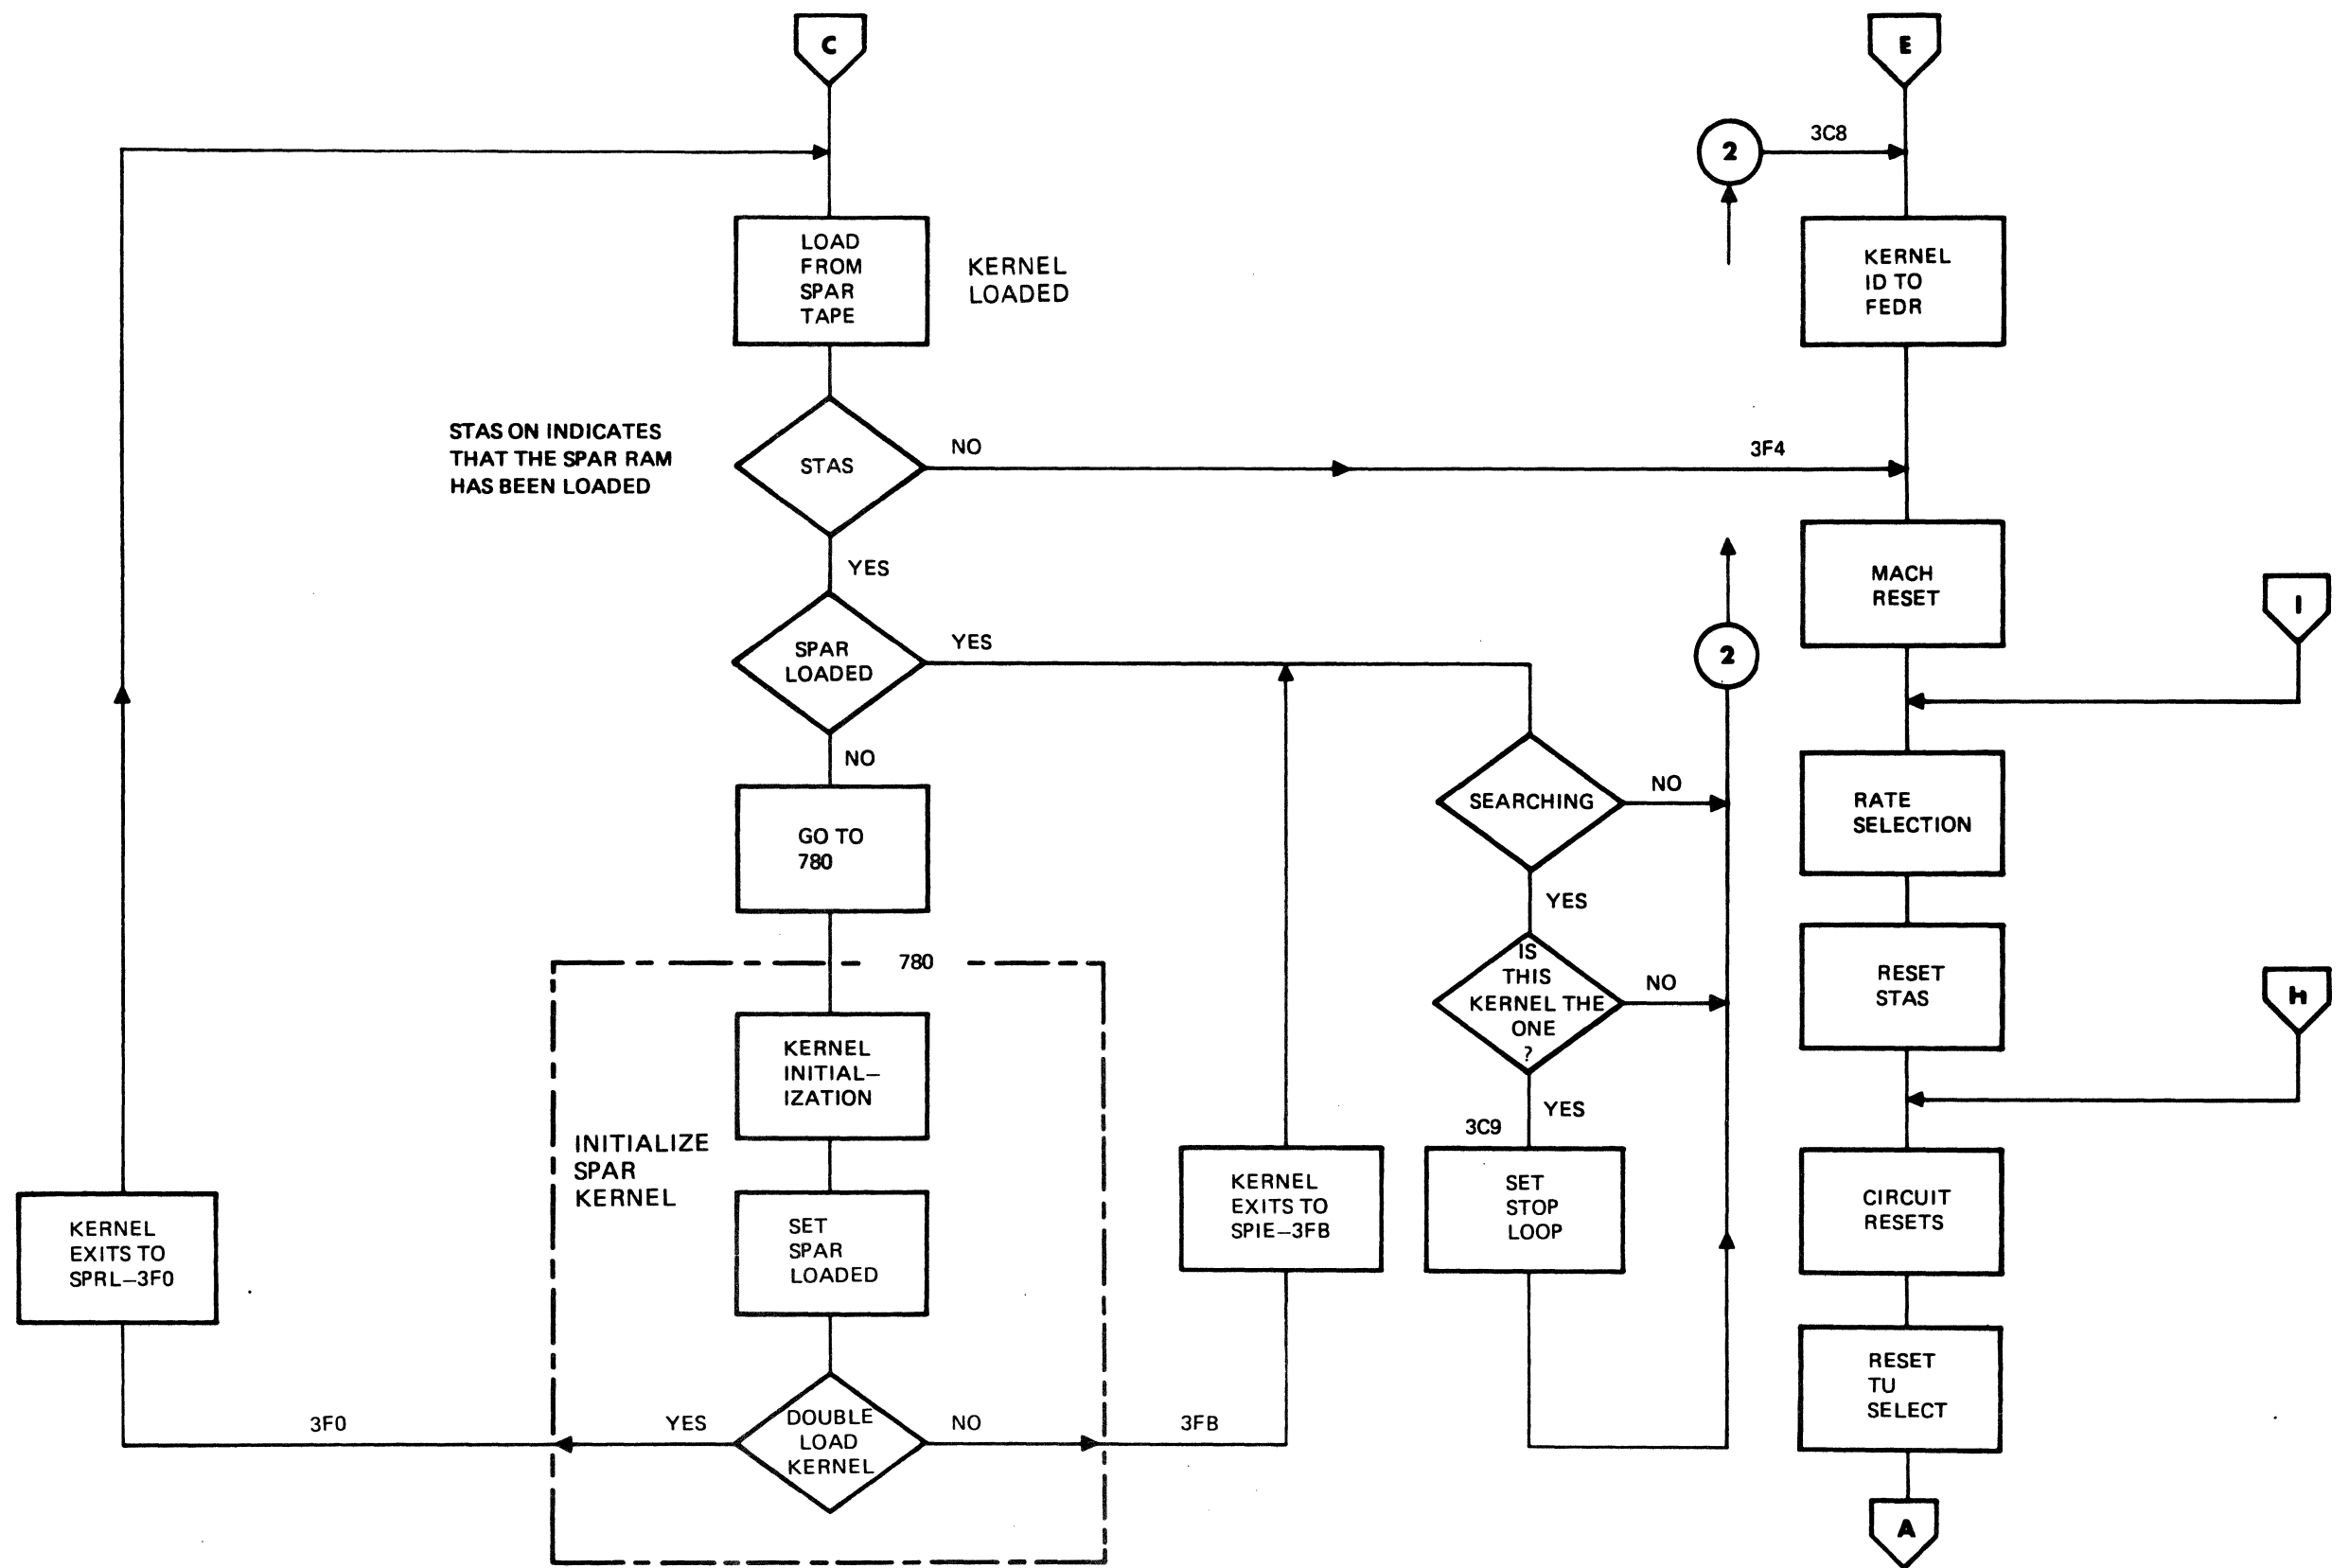 C
E
2
3C8
LOAD
FROM
SPAR
TAPE
KERNEL
LOADED
KERNEL
ID TO
FEDR
STAS ON INDICATES
THAT THE SPAR RAM
HAS BEEN LOADED
STAS
NO
3F4
YES
MACH
RESET
I
SPAR
LOADED
YES
2
NO
SEARCHING
NO
RATE
SELECTION
GO TO
780
YES
780
IS
THIS
KERNEL THE
ONE
?
NO
RESET
STAS
h
KERNEL
INITIAL–
IZATION
YES
3C9
INITIALIZE
SPAR
KERNEL
KERNEL
EXITS TO
SPRL–3F0
SET
SPAR
LOADED
KERNEL
EXITS TO
SPIE–3FB
SET
STOP
LOOP
CIRCUIT
RESETS
3F0
YES
DOUBLE
LOAD
KERNEL
NO
3FB
RESET
TU
SELECT
A